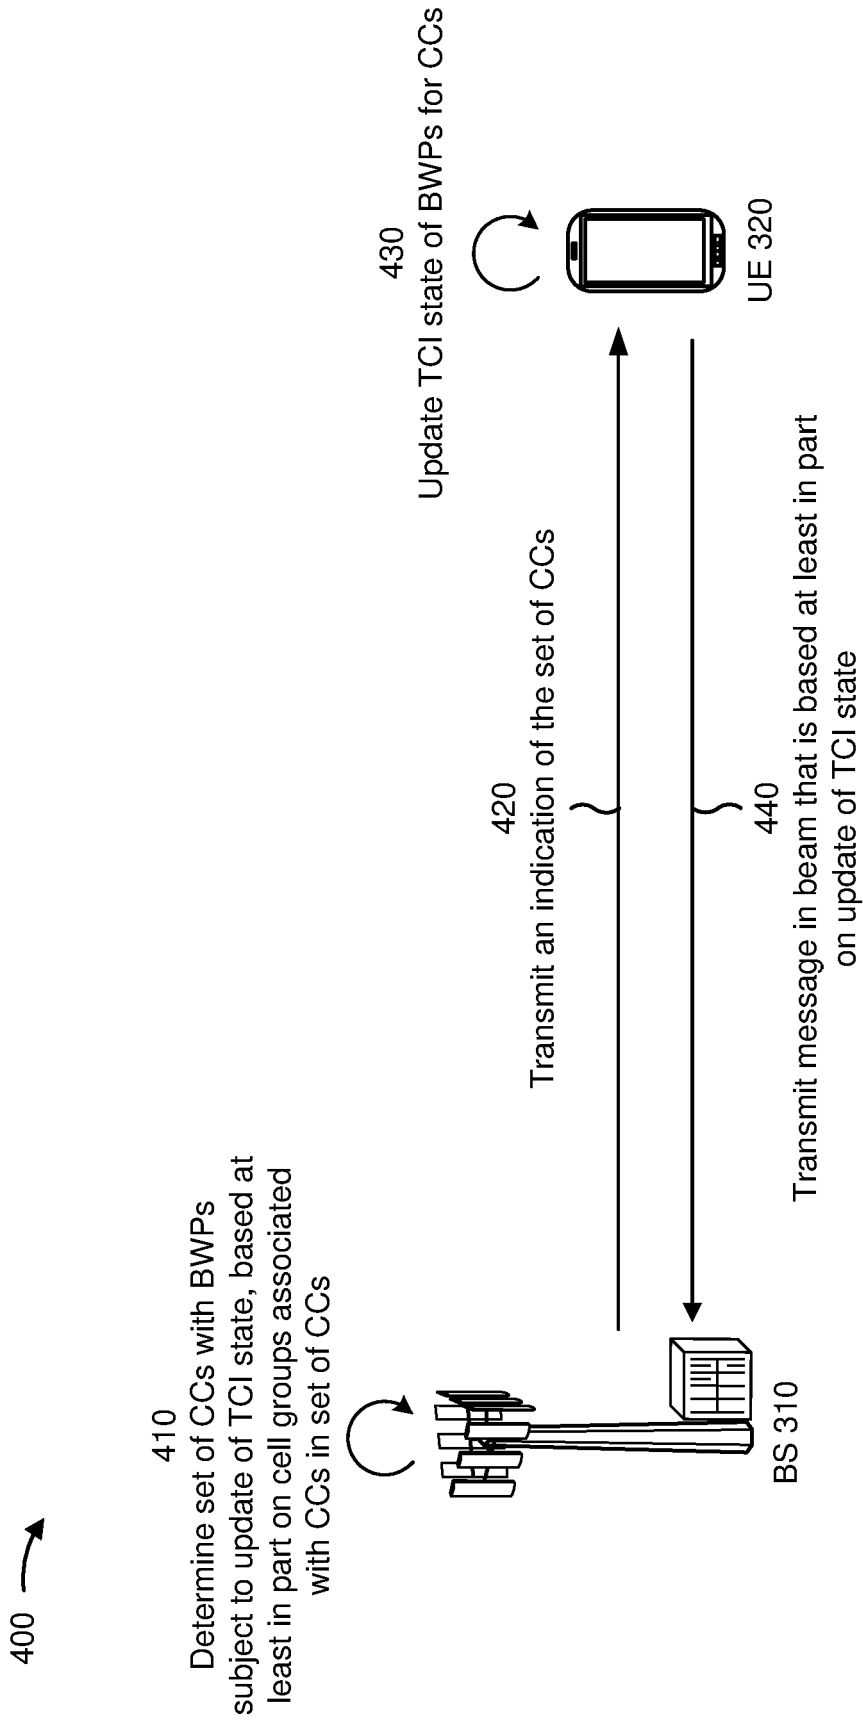 400
410
Determine set of CCs with BWPs
subject to update of TCI state, based at
least in part on cell groups associated
with CCs in set of CCs
BS 310
420
Transmit an indication of the set of CCs
440
Transmit message in beam that is based at least in part
on update of TCI state
430
Update TCI state of BWPs for CCs
UE 320